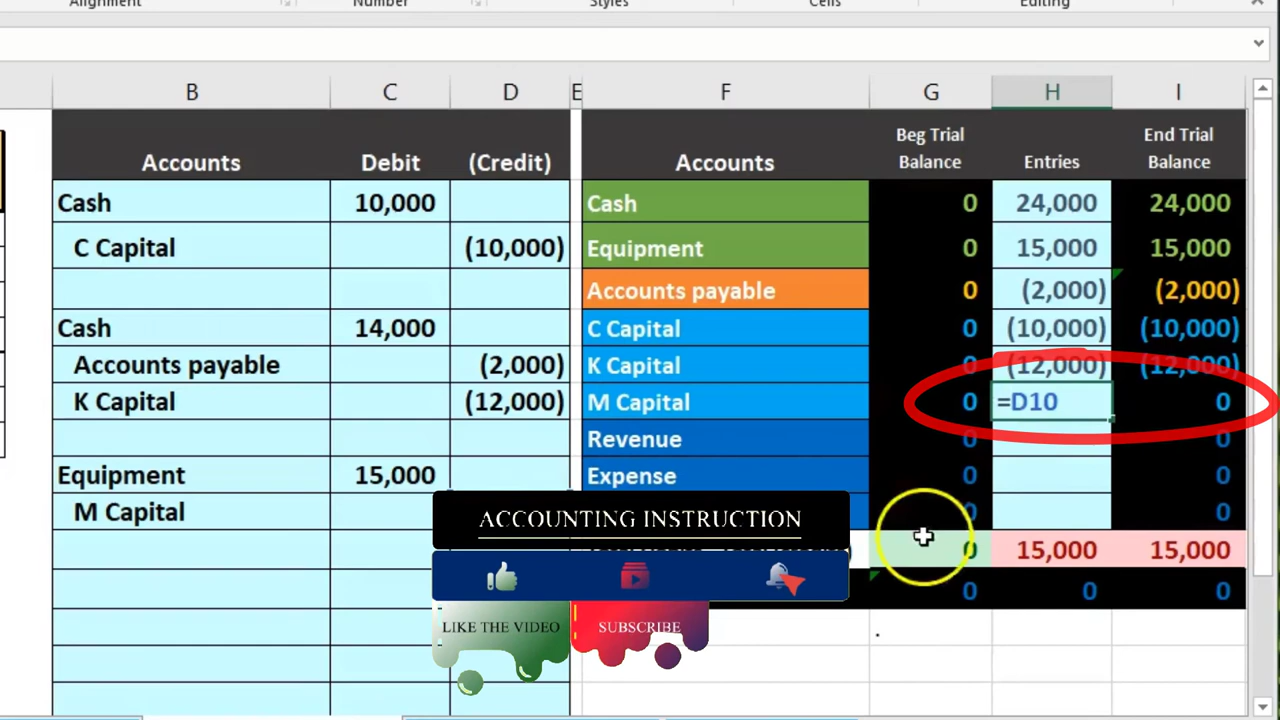 Alignment Number Styles Cells Editing
B C D E F G H I
Accounts Debit (Credit) Accounts Beg Trial Balance Entries End Trial Balance
Cash 10,000 Cash 0 24,000 24,000
C Capital (10,000) Equipment 0 15,000 15,000
Accounts payable 0 (2,000) (2,000)
Cash 14,000 C Capital 0 (10,000) (10,000)
Accounts payable (2,000) K Capital 0 (12,000) (12,000)
K Capital (12,000) M Capital 0 =D10 0
Revenue 0 0
Equipment 15,000 Expense 0 0
M Capital 0 0
ACCOUNTING INSTRUCTION
0 15,000 15,000
0 0 0
LIKE THE VIDEO SUBSCRIBE
.